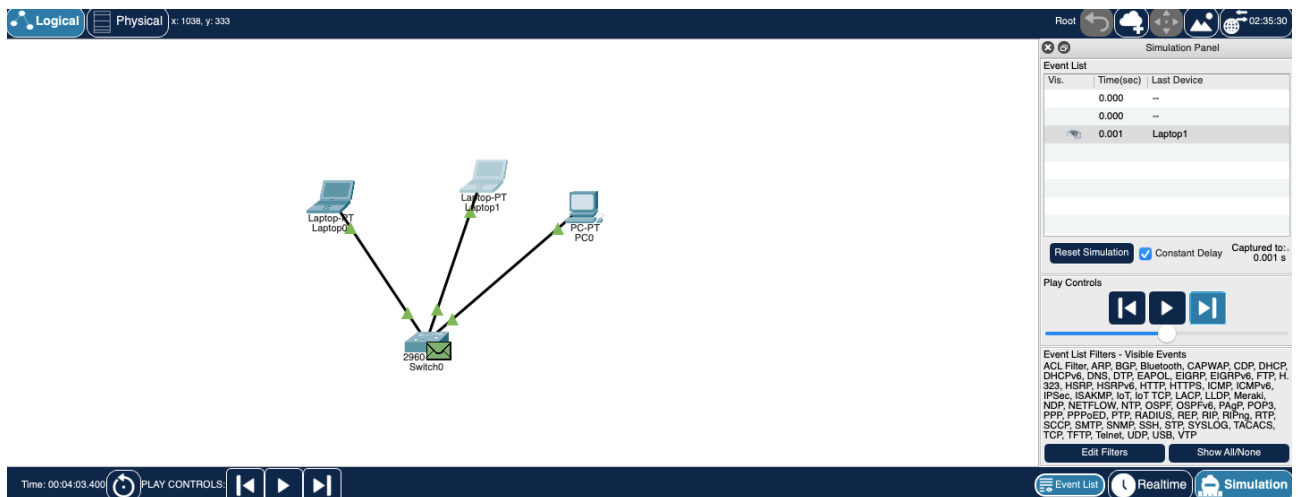 Logical Physical x: 1038, y: 333 Root 02:35:30
Simulation Panel
Event List
Vis. Time(sec) Last Device
0.000 --
0.000 --
0.001 Laptop1
Laptop-PT
Laptop0
Laptop-PT
Laptop1
PC-PT
PC0
2960
Switch0
Reset Simulation Constant Delay Captured to:
0.001 s
Play Controls
Event List Filters - Visible Events
ACL Filter, ARP, BGP, Bluetooth, CAPWAP, CDP, DHCP,
DHCPv6, DNS, DTP, EAPOL, EIGRP, EIGRPv6, FTP, H.
323, HSRP, HSRPv6, HTTP, HTTPS, ICMP, ICMPv6,
IPSec, ISAKMP, IoT, IoT TCP, LACP, LLDP, Meraki,
NDP, NETFLOW, NTP, OSPF, OSPFv6, PAgP, POP3,
PPP, PPPoED, PTP, RADIUS, REP, RIP, RIPng, RTP,
SCCP, SMTP, SNMP, SSH, STP, SYSLOG, TACACS,
TCP, TFTP, Telnet, UDP, USB, VTP
Edit Filters Show All/None
Time: 00:04:03.400 PLAY CONTROLS: Event List Realtime Simulation